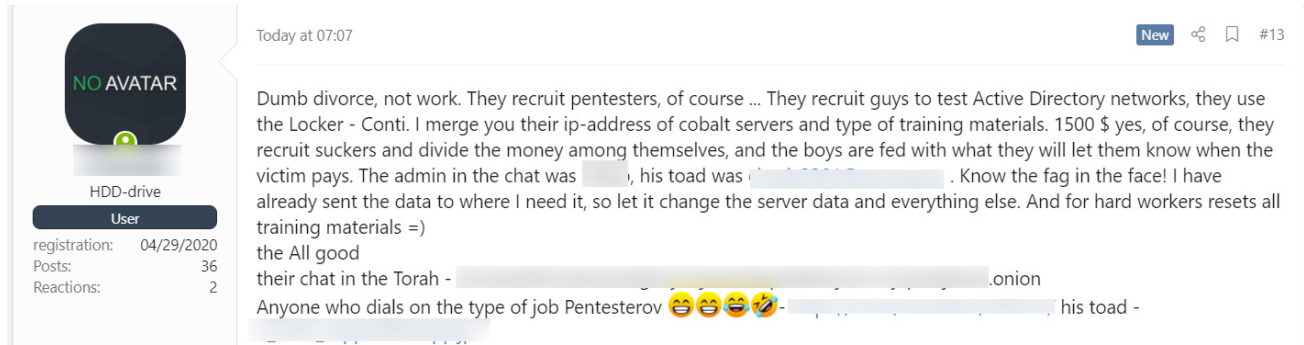 Today at 07:07
New
#13
NO AVATAR
HDD-drive
User
registration: 04/29/2020
Posts: 36
Reactions: 2
Dumb divorce, not work. They recruit pentesters, of course ... They recruit guys to test Active Directory networks, they use
the Locker - Conti. I merge you their ip-address of cobalt servers and type of training materials. 1500 $ yes, of course, they
recruit suckers and divide the money among themselves, and the boys are fed with what they will let them know when the
victim pays. The admin in the chat was , his toad was . Know the fag in the face! I have
already sent the data to where I need it, so let it change the server data and everything else. And for hard workers resets all
training materials =)
the All good
their chat in the Torah - .onion
Anyone who dials on the type of job Pentesterov 😁😁😂🤣- his toad -